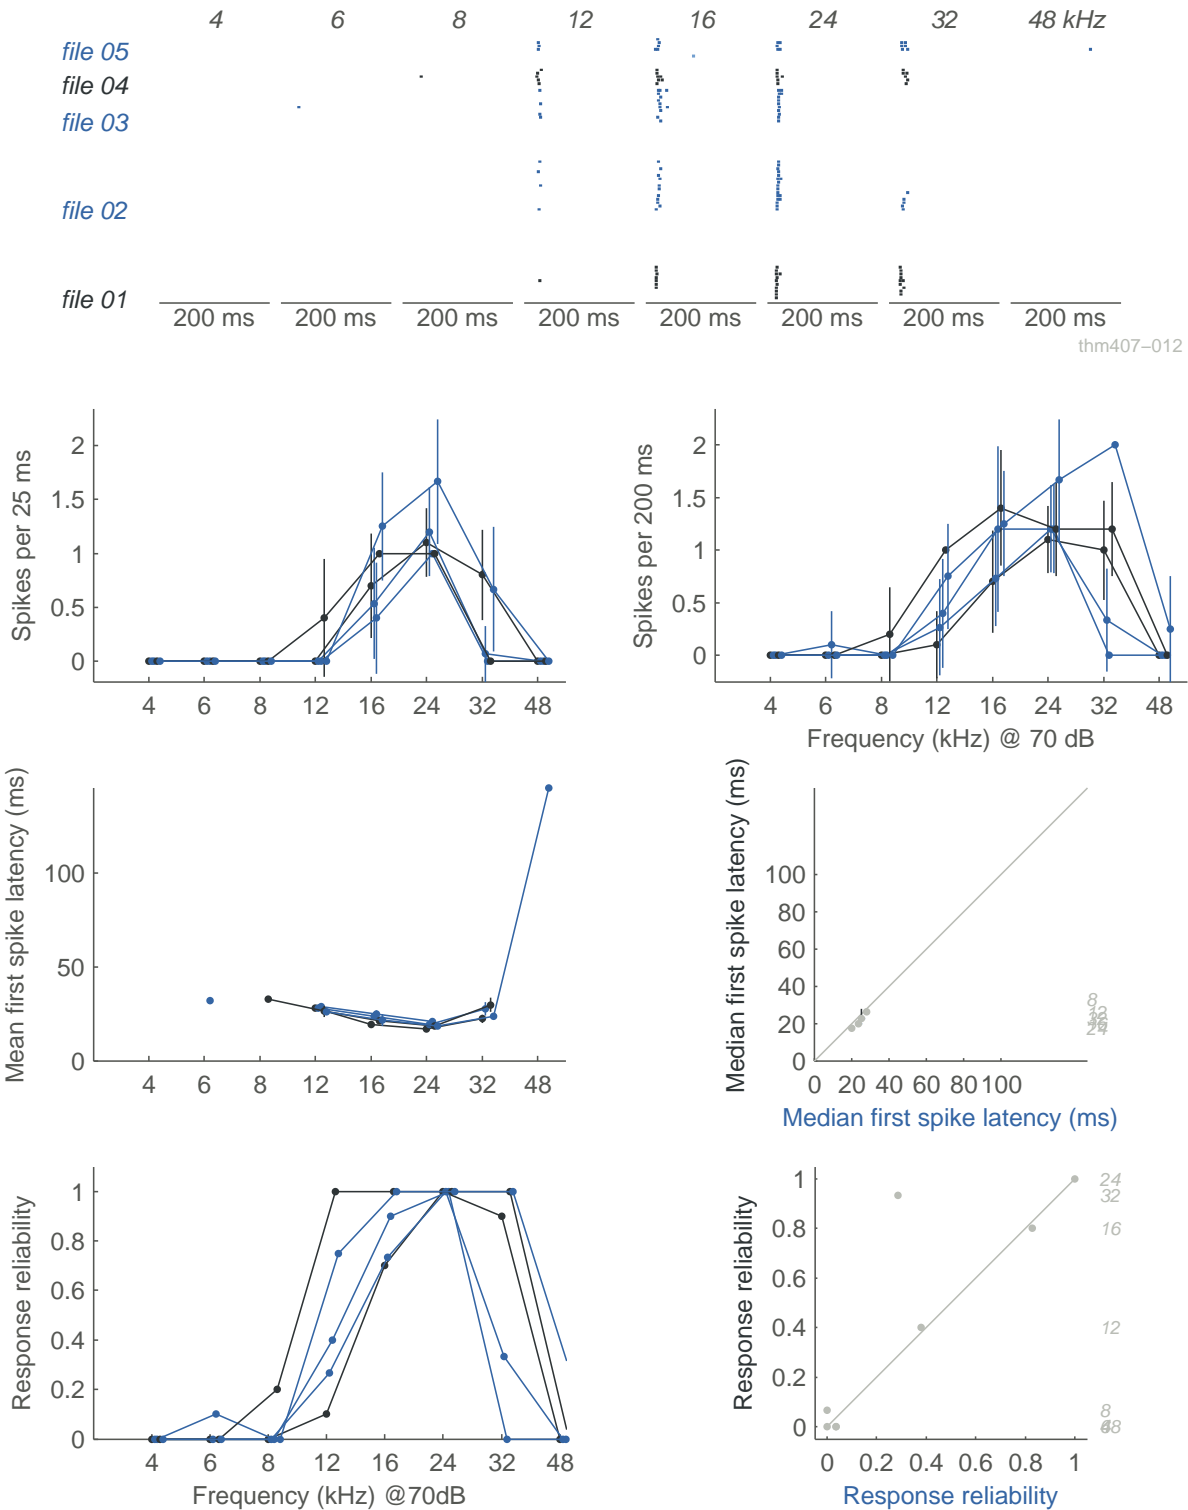 4 6 8 12 16 24 32 48 kHz
file 05
file 04
file 03
file 02
file 01
200 ms 200 ms 200 ms 200 ms 200 ms 200 ms 200 ms 200 ms
thm407–012
Spikes per 25 ms
2
1.5
1
0.5
0
4 6 8 12 16 24 32 48
Spikes per 200 ms
2
1.5
1
0.5
0
4 6 8 12 16 24 32 48
Frequency (kHz) @ 70 dB
Mean first spike latency (ms)
100
50
0
4 6 8 12 16 24 32 48
Median first spike latency (ms)
100
80
60
40
20
0
0 20 40 60 80 100
8
24
Median first spike latency (ms)
Response reliability
1
0.8
0.6
0.4
0.2
0
4 6 8 12 16 24 32 48
Frequency (kHz) @70dB
Response reliability
1
0.8
0.6
0.4
0.2
0
0 0.2 0.4 0.6 0.8 1
24
32
16
12
8
Response reliability